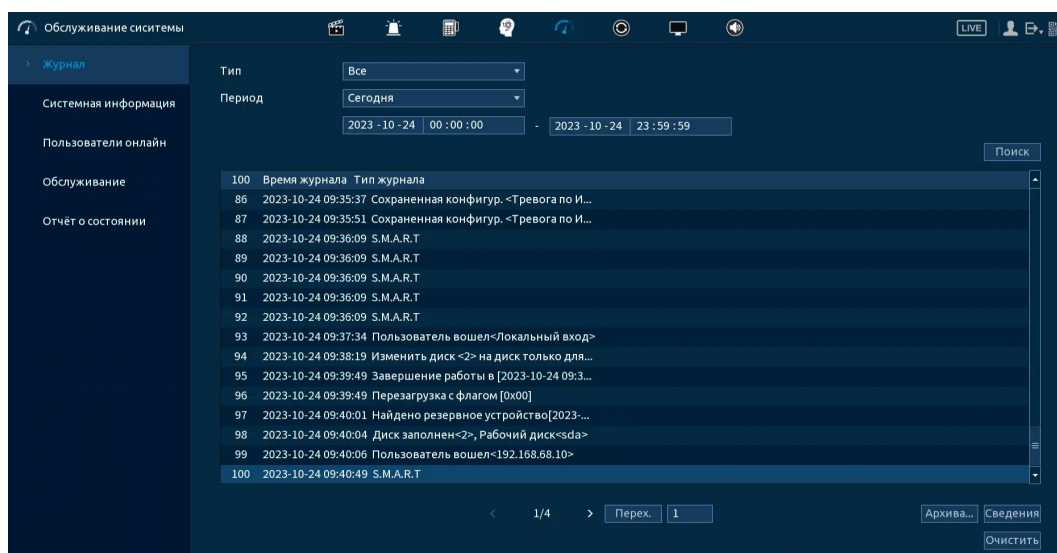 Обслуживание сиситемы LIVE
Журнал
Системная информация
Пользователи онлайн
Обслуживание
Отчёт о состоянии
Тип Все
Период Сегодня
2023 - 10 - 24 00 : 00 : 00 - 2023 - 10 - 24 23 : 59 : 59
Поиск
100 Время журнала Тип журнала
86 2023-10-24 09:35:37 Сохраненная конфигур. <Тревога по И...
87 2023-10-24 09:35:51 Сохраненная конфигур. <Тревога по И...
88 2023-10-24 09:36:09 S.M.A.R.T
89 2023-10-24 09:36:09 S.M.A.R.T
90 2023-10-24 09:36:09 S.M.A.R.T
91 2023-10-24 09:36:09 S.M.A.R.T
92 2023-10-24 09:36:09 S.M.A.R.T
93 2023-10-24 09:37:34 Пользователь вошел<Локальный вход>
94 2023-10-24 09:38:19 Изменить диск <2> на диск только для...
95 2023-10-24 09:39:49 Завершение работы в [2023-10-24 09:3...
96 2023-10-24 09:39:49 Перезагрузка с флагом [0x00]
97 2023-10-24 09:40:01 Найдено резервное устройство[2023-...
98 2023-10-24 09:40:04 Диск заполнен<2>, Рабочий диск<sda>
99 2023-10-24 09:40:06 Пользователь вошел<192.168.68.10>
100 2023-10-24 09:40:49 S.M.A.R.T
< 1/4 > Перех. 1 Архива... Сведения
Очистить